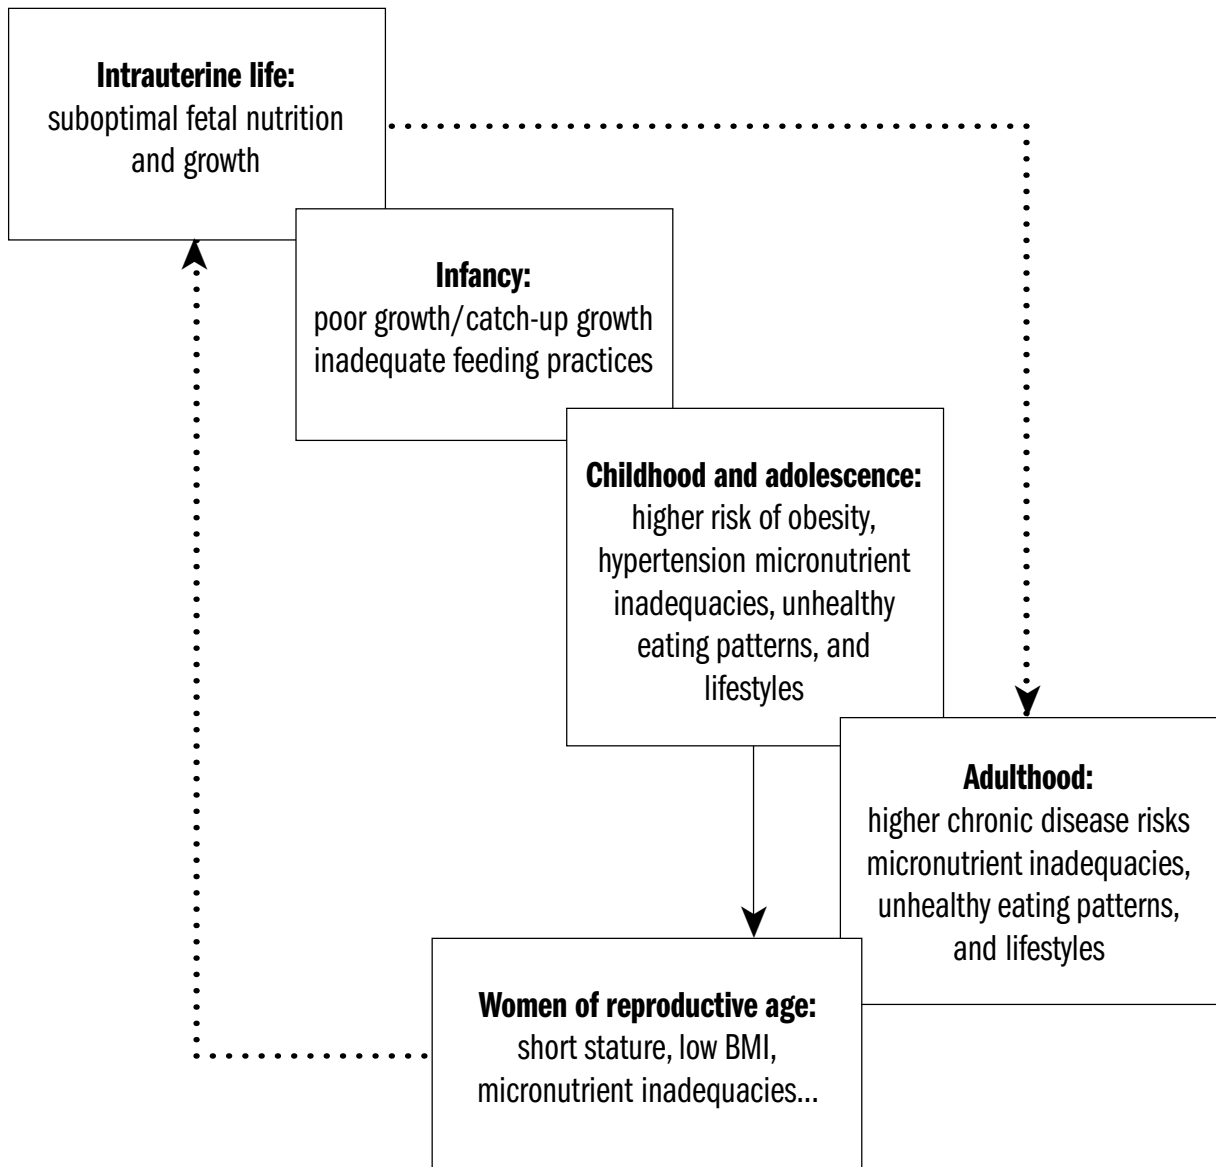 Intrauterine life:
suboptimal fetal nutrition
and growth
Infancy:
poor growth/catch-up growth
inadequate feeding practices
Childhood and adolescence:
higher risk of obesity,
hypertension micronutrient
inadequacies, unhealthy
eating patterns, and
lifestyles
Adulthood:
higher chronic disease risks
micronutrient inadequacies,
unhealthy eating patterns,
and lifestyles
Women of reproductive age:
short stature, low BMI,
micronutrient inadequacies...